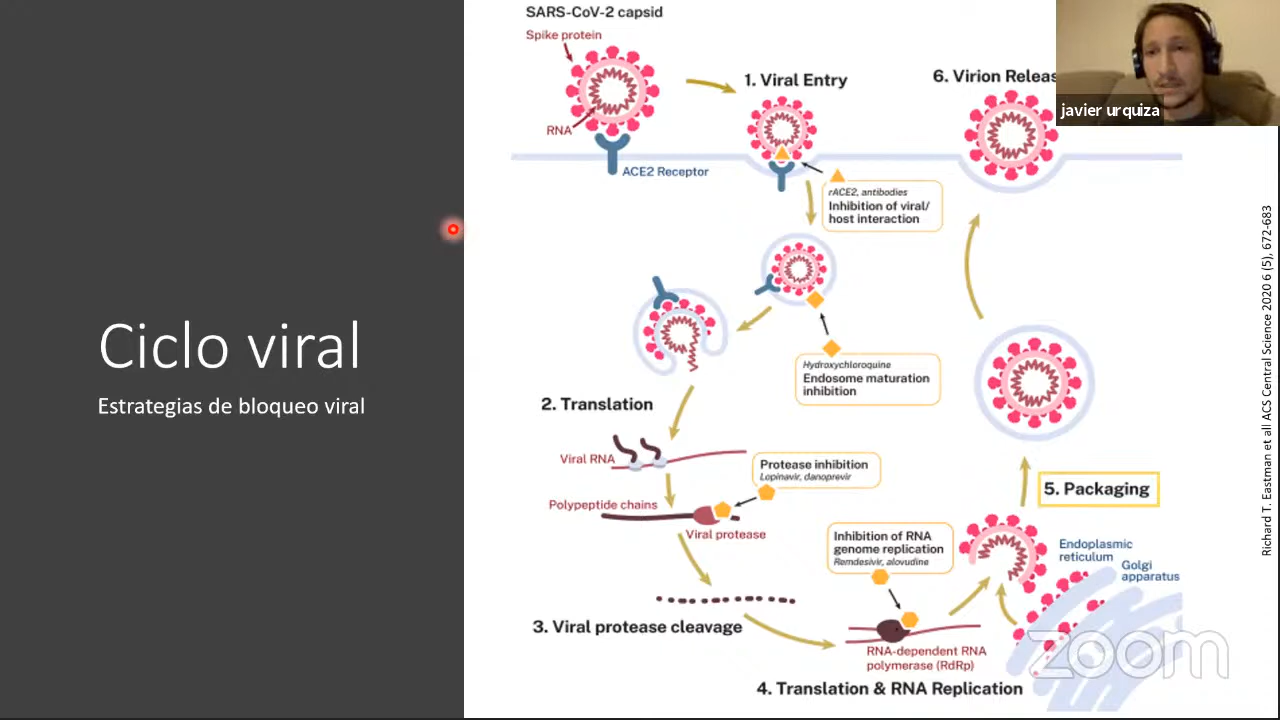 Ciclo viral
Estrategias de bloqueo viral
SARS-CoV-2 capsid
Spike protein
RNA
ACE2 Receptor
1. Viral Entry
6. Virion Releas
javier urquiza
rACE2, antibodies
Inhibition of viral/
host interaction
Hydroxychloroquine
Endosome maturation
inhibition
2. Translation
Viral RNA
Protease inhibition
Lopinavir, danoprevir
Polypeptide chains
Viral protease
3. Viral protease cleavage
Inhibition of RNA
genome replication
Remdesivir, alovudine
RNA-dependent RNA
polymerase (RdRp)
4. Translation & RNA Replication
5. Packaging
Endoplasmic
reticulum
Golgi
apparatus
zoom
Richard T. Eastman et all ACS Central Science 2020 6 (5), 672-683